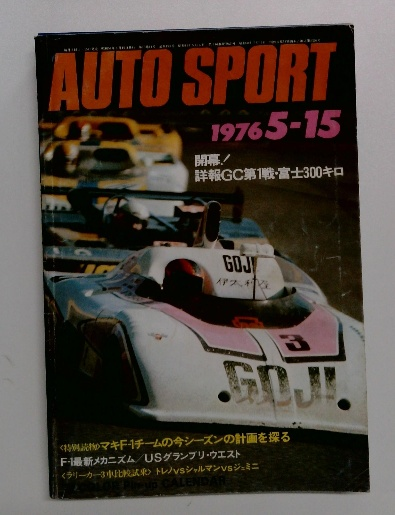 AUTO SPORT
1976 5-15
開幕!
詳報GC第1戦・富士300キロ
GOJI
3
GOJI
〈特別読物〉マキF-1チームの今シーズンの計画を探る
F-1最新メカニズム/USグランプリ・ウエスト
〈ラリーカー3車比較試乗〉トレノvsシャルマンvsジェミニ
CALENDAR